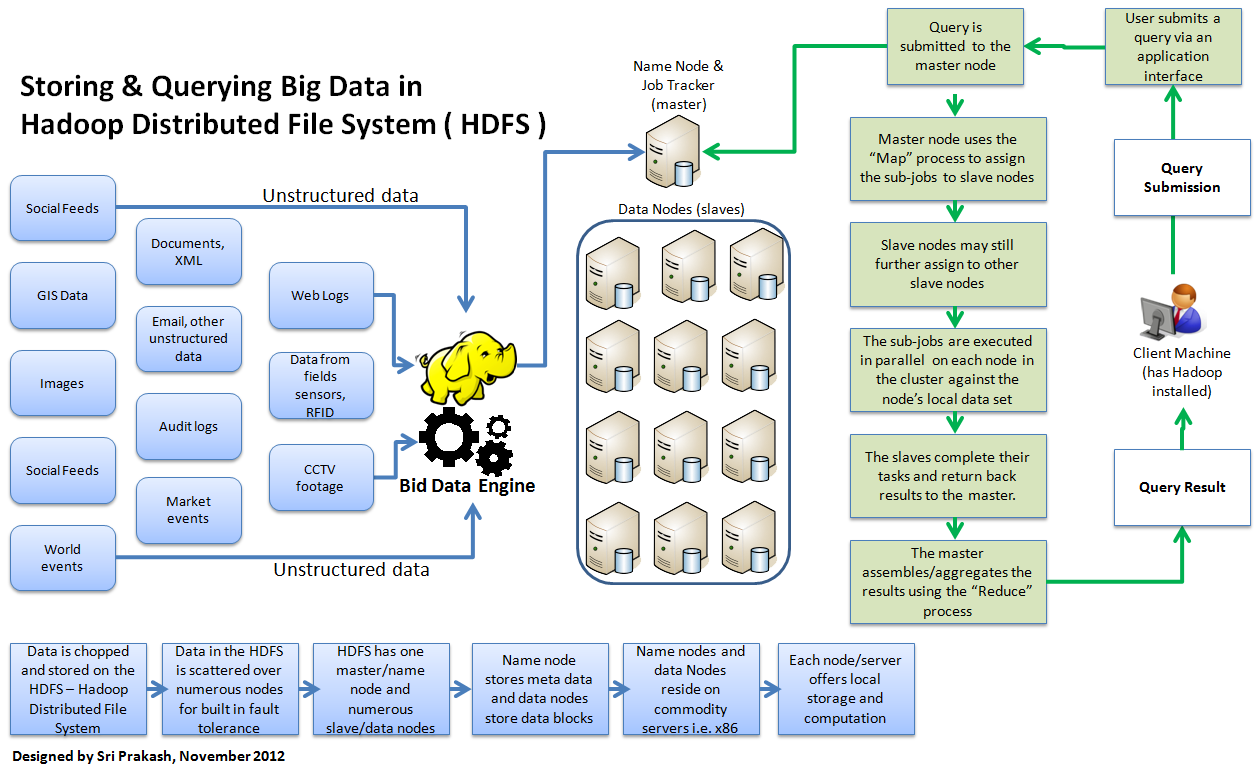 Storing & Querying Big Data in
Hadoop Distributed File System ( HDFS )
Social Feeds
GIS Data
Images
Social Feeds
World
events
Documents,
XML
Email, other
unstructured
data
Audit logs
Market
events
Web Logs
Data from
fields
sensors,
RFID
CCTV
footage
Unstructured data
Bid Data Engine
Unstructured data
Name Node &
Job Tracker
(master)
Data Nodes (slaves)
Query is
submitted to the
master node
User submits a
query via an
application
interface
Master node uses the
“Map” process to assign
the sub-jobs to slave nodes
Slave nodes may still
further assign to other
slave nodes
The sub-jobs are executed
in parallel on each node in
the cluster against the
node’s local data set
The slaves complete their
tasks and return back
results to the master.
The master
assembles/aggregates the
results using the “Reduce”
process
Query
Submission
Client Machine
(has Hadoop
installed)
Query Result
Data is chopped
and stored on the
HDFS – Hadoop
Distributed File
System
Data in the HDFS
is scattered over
numerous nodes
for built in fault
tolerance
HDFS has one
master/name
node and
numerous
slave/data nodes
Name node
stores meta data
and data nodes
store data blocks
Name nodes and
data Nodes
reside on
commodity
servers i.e. x86
Each node/server
offers local
storage and
computation
Designed by Sri Prakash, November 2012